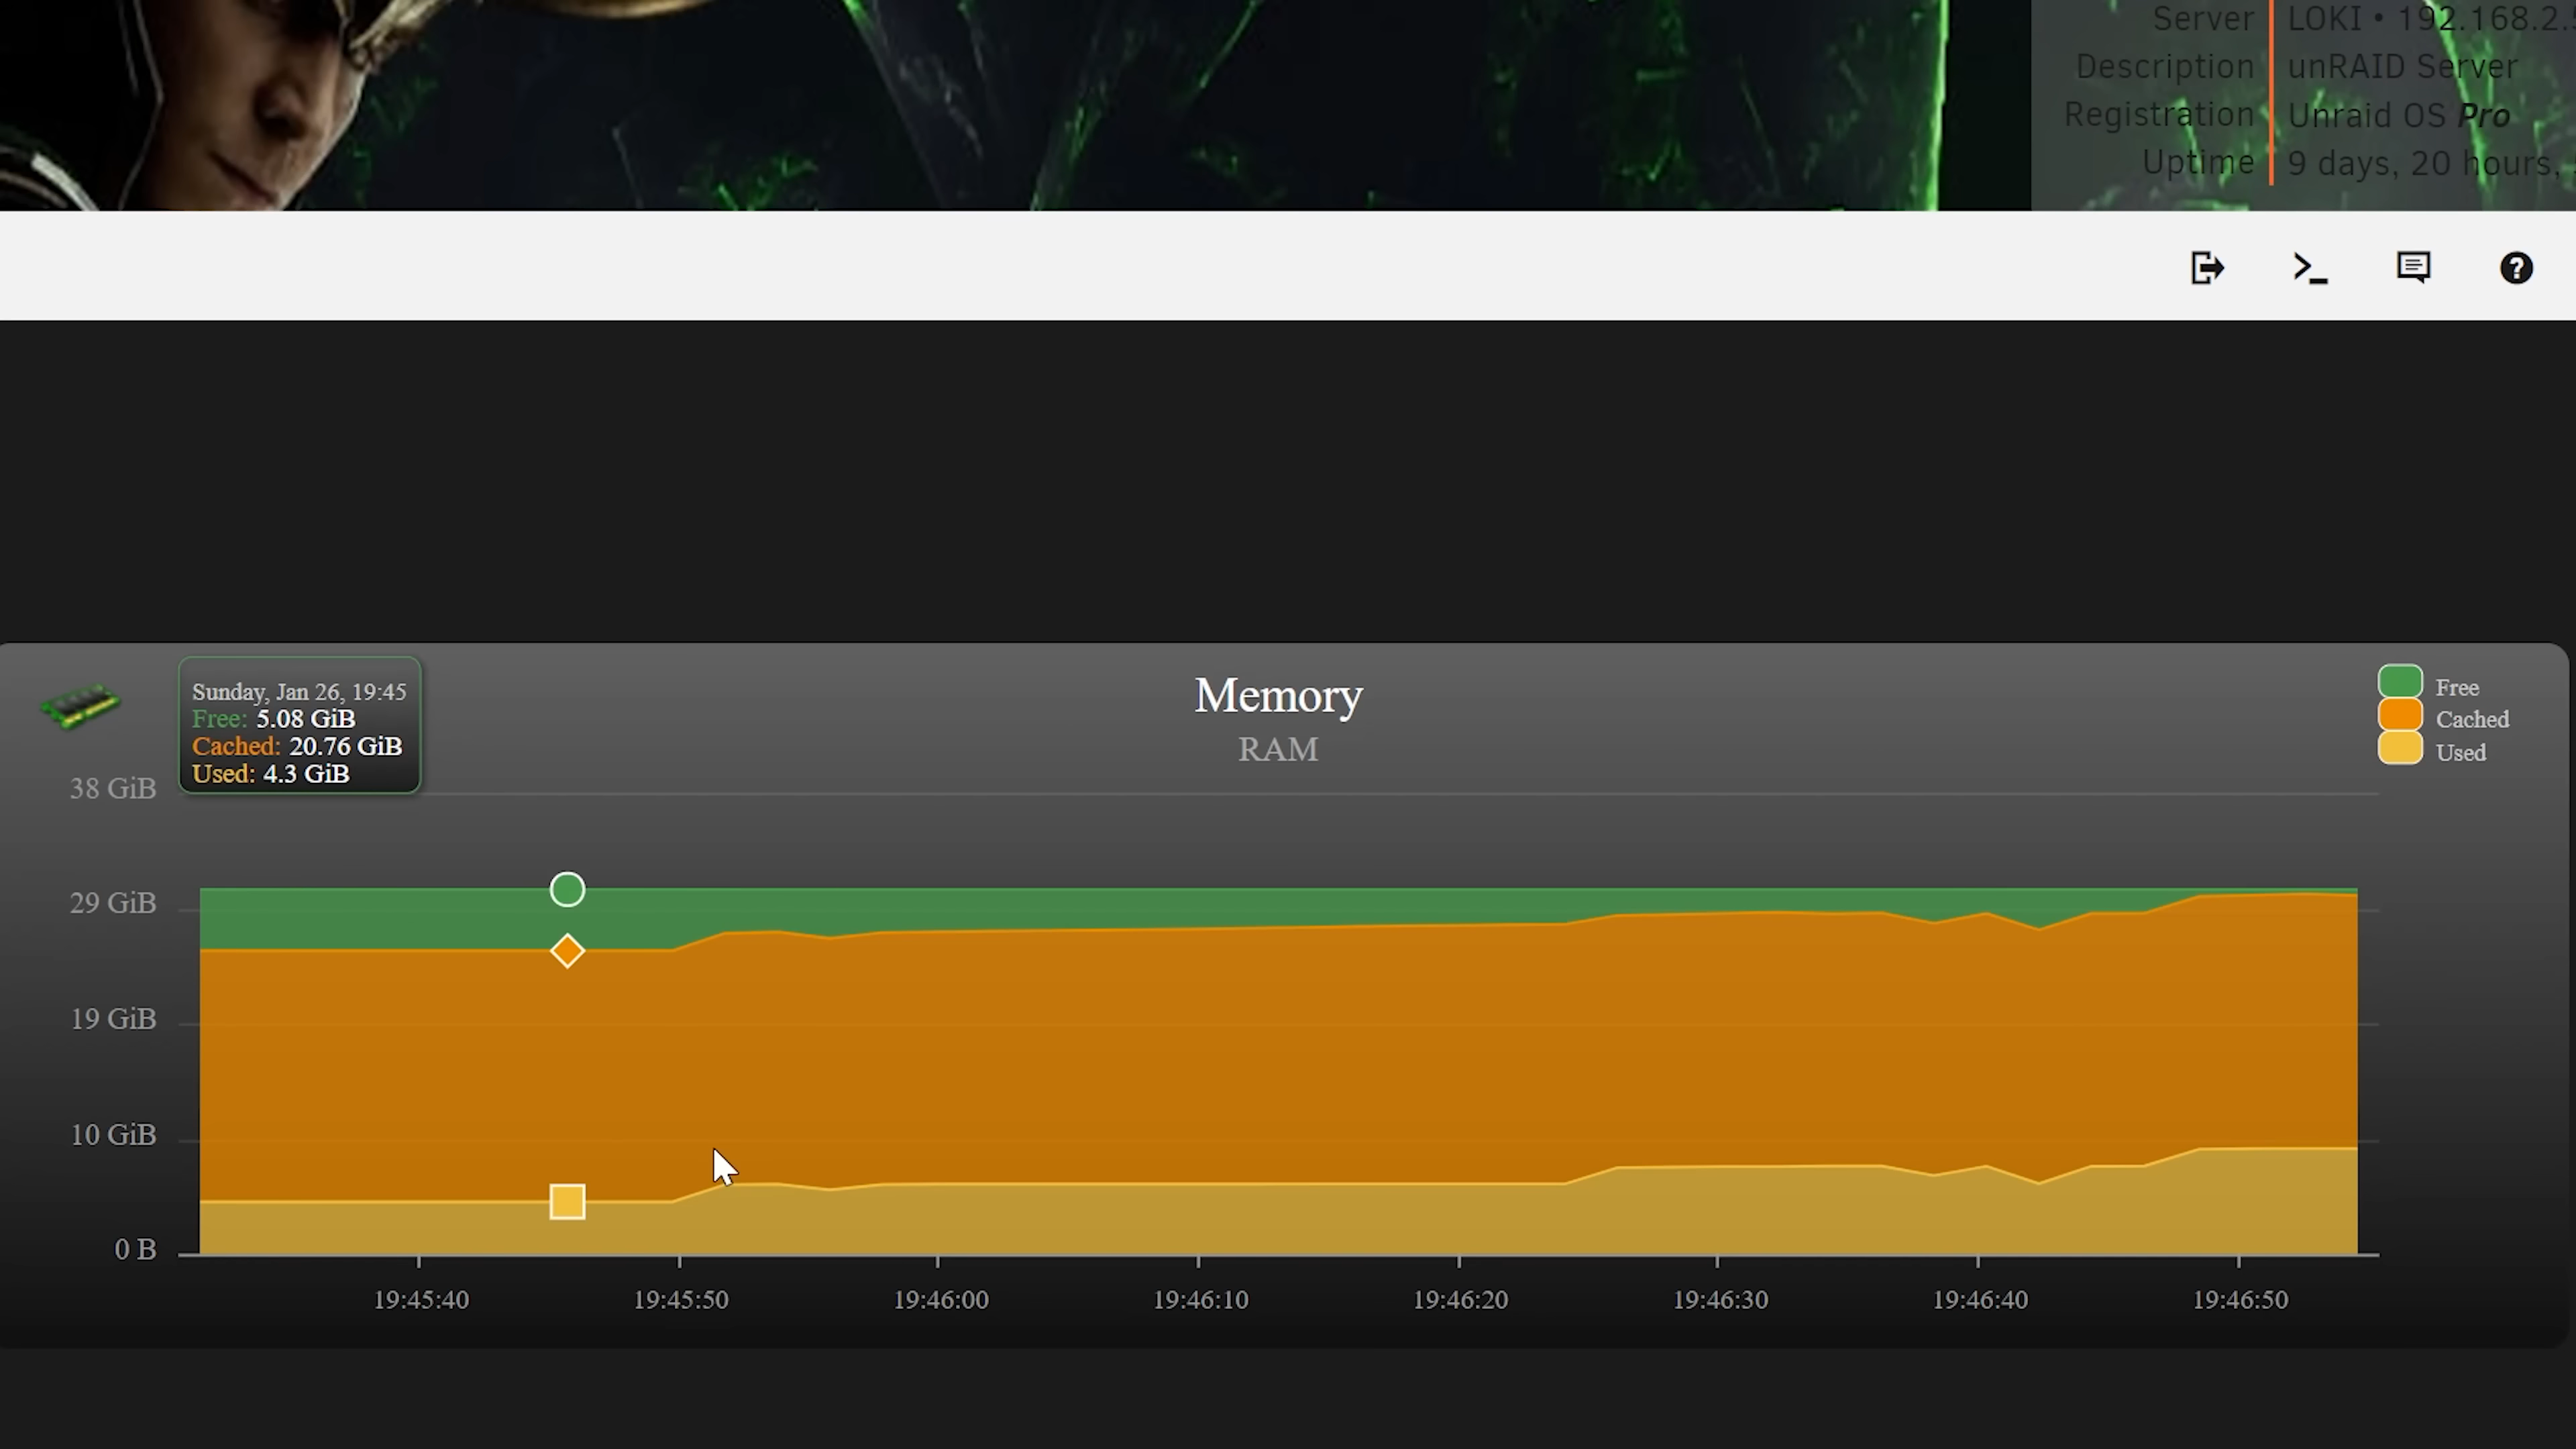 Server LOKI • 192.168.2.
Description unRAID Server
Registration Unraid OS Pro
Uptime 9 days, 20 hours,
Sunday, Jan 26, 19:45
Free: 5.08 GiB
Cached: 20.76 GiB
Used: 4.3 GiB
Memory
RAM
Free
Cached
Used
38 GiB
29 GiB
19 GiB
10 GiB
0 B
19:45:40 19:45:50 19:46:00 19:46:10 19:46:20 19:46:30 19:46:40 19:46:50